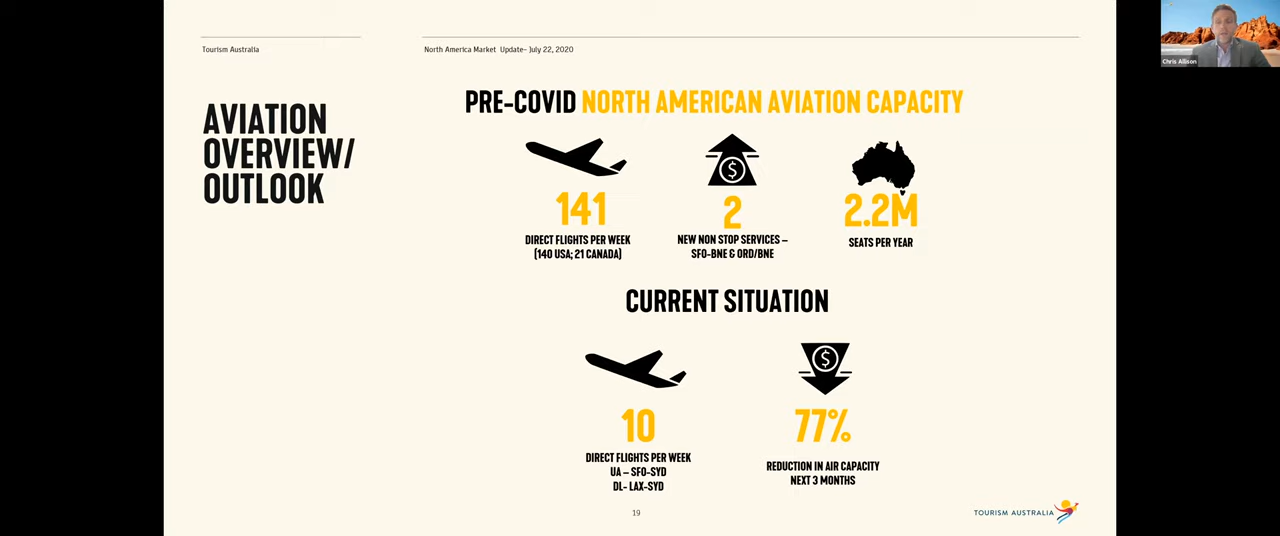 Tourism Australia
North America Market Update– July 22, 2020
Chris Allison
AVIATION
OVERVIEW/
OUTLOOK
PRE-COVID NORTH AMERICAN AVIATION CAPACITY
141
DIRECT FLIGHTS PER WEEK
(140 USA; 21 CANADA)
2
NEW NON STOP SERVICES –
SFO-BNE & ORD/BNE
2.2M
SEATS PER YEAR
CURRENT SITUATION
10
DIRECT FLIGHTS PER WEEK
UA – SFO-SYD
DL- LAX-SYD
77%
REDUCTION IN AIR CAPACITY
NEXT 3 MONTHS
19
TOURISM AUSTRALIA